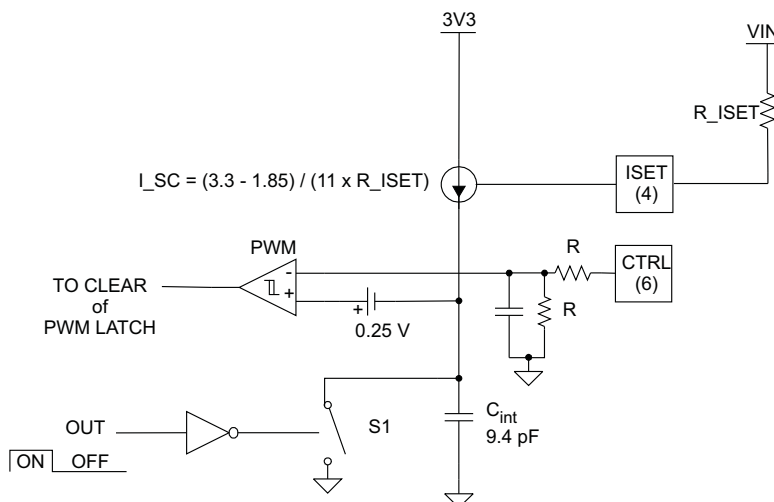 3V3
VIN
R_ISET
I_SC = (3.3 - 1.85) / (11 x R_ISET)
ISET
(4)
PWM
-
+
R
CTRL
(6)
TO CLEAR
of
PWM LATCH
+
0.25 V
R
OUT
S1
C_int
9.4 pF
ON
OFF